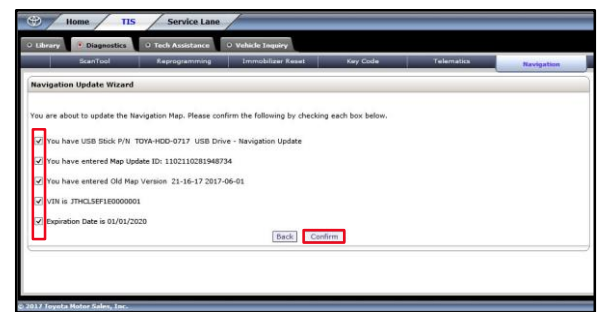 Home TIS Service Lane
Library Diagnostics Tech Assistance Vehicle Inquiry
ScanTool Reprogramming Immobilizer Reset Key Code Telematics Navigation
Navigation Update Wizard
You are about to update the Navigation Map. Please confirm the following by checking each box below.
You have USB Stick P/N TOYA-HDD-0717 USB Drive - Navigation Update
You have entered Map Update ID: 1102110281948734
You have entered Old Map Version 21-16-17 2017-06-01
VIN is JTHCL5EF1E0000001
Expiration Date is 01/01/2020
Back Confirm
© 2017 Toyota Motor Sales, Inc.